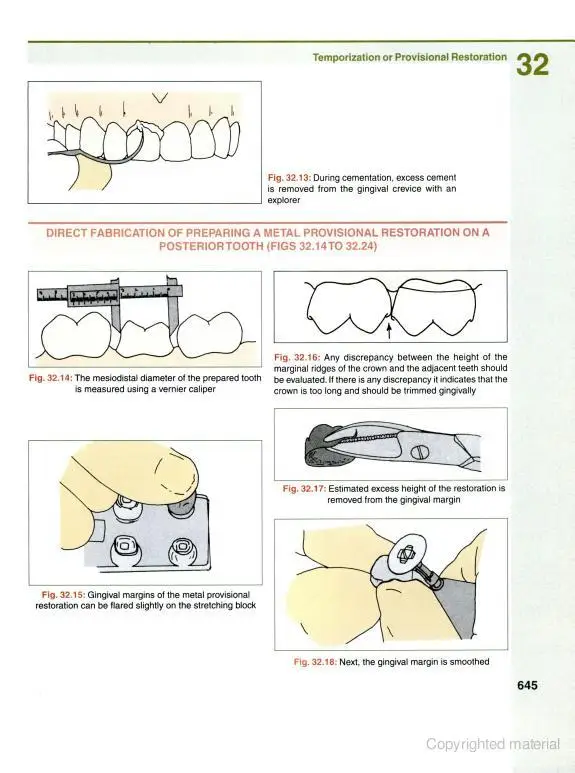 Temporization or Provisional Restoration
32
Fig. 32.13: During cementation, excess cement
is removed from the gingival crevice with an
explorer
DIRECT FABRICATION OF PREPARING A METAL PROVISIONAL RESTORATION ON A
POSTERIOR TOOTH (FIGS 32.14 TO 32.24)
Fig. 32.14: The mesiodistal diameter of the prepared tooth
is measured using a vernier caliper
Fig. 32.15: Gingival margins of the metal provisional
restoration can be flared slightly on the stretching block
Fig. 32.16: Any discrepancy between the height of the
marginal ridges of the crown and the adjacent teeth should
be evaluated. If there is any discrepancy it indicates that the
crown is too long and should be trimmed gingivally
Fig. 32.17: Estimated excess height of the restoration is
removed from the gingival margin
Fig. 32.18: Next, the gingival margin is smoothed
645
Copyrighted material